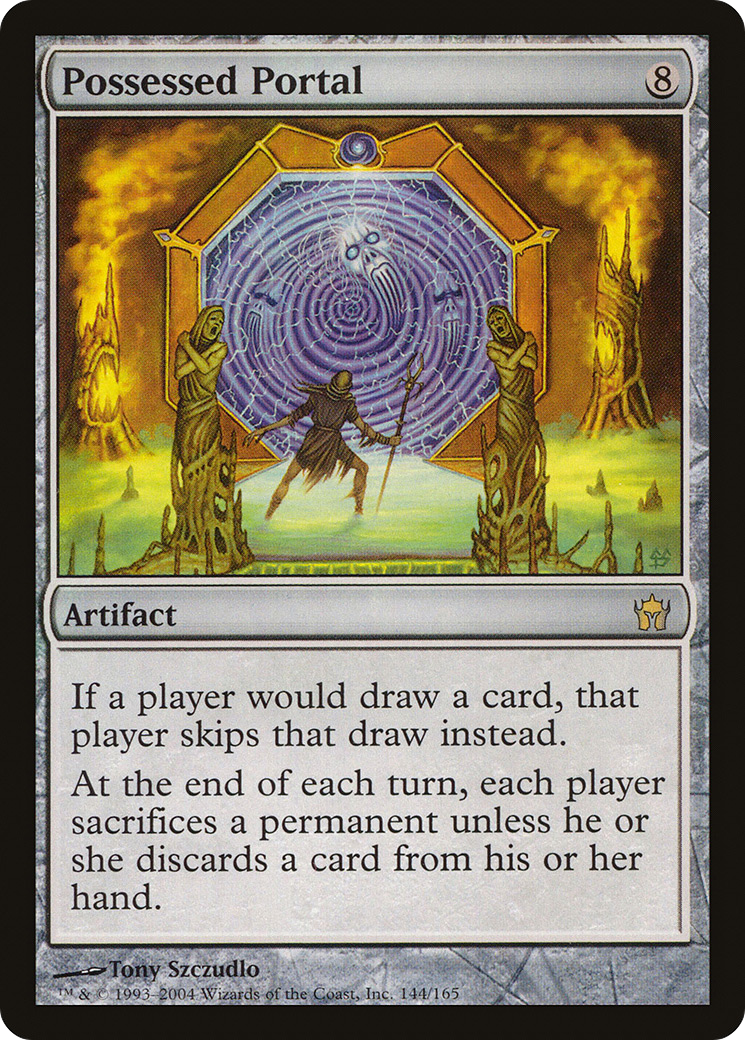 Possessed Portal
8
Artifact
If a player would draw a card, that
player skips that draw instead.
At the end of each turn, each player
sacrifices a permanent unless he or
she discards a card from his or her
hand.
Tony Szczudlo
™ & © 1993–2004 Wizards of the Coast, Inc. 144/165